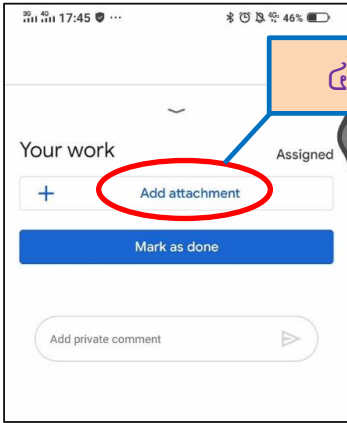 17:45
46%
Your work
Assigned
+ Add attachment
Mark as done
Add private comment